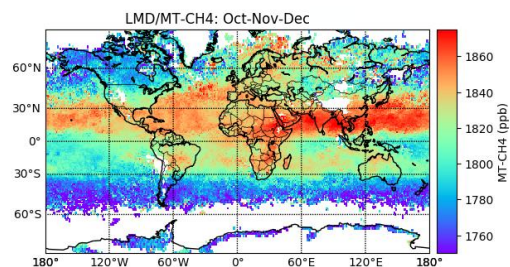 LMD/MT-CH4: Oct-Nov-Dec
60°N
30°N
0°
30°S
60°S
180° 120°W 60°W 0° 60°E 120°E 180°
1860
1840
1820
1800
1780
1760
MT-CH4 (ppb)